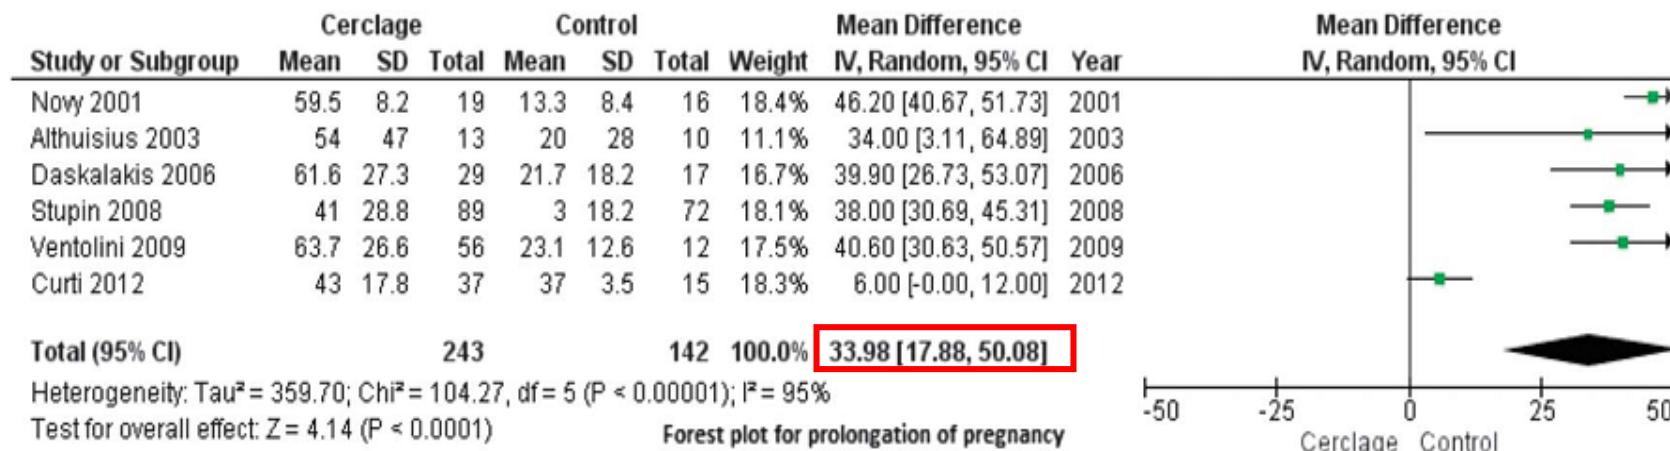 Cerclage Control Mean Difference Mean Difference
Study or Subgroup Mean SD Total Mean SD Total Weight IV, Random, 95% CI Year IV, Random, 95% CI
Novy 2001 59.5 8.2 19 13.3 8.4 16 18.4% 46.20 [40.67, 51.73] 2001
Althuisius 2003 54 47 13 20 28 10 11.1% 34.00 [3.11, 64.89] 2003
Daskalakis 2006 61.6 27.3 29 21.7 18.2 17 16.7% 39.90 [26.73, 53.07] 2006
Stupin 2008 41 28.8 89 3 18.2 72 18.1% 38.00 [30.69, 45.31] 2008
Ventolini 2009 63.7 26.6 56 23.1 12.6 12 17.5% 40.60 [30.63, 50.57] 2009
Curti 2012 43 17.8 37 37 3.5 15 18.3% 6.00 [-0.00, 12.00] 2012
Total (95% CI) 243 142 100.0% 33.98 [17.88, 50.08]
Heterogeneity: Tau² = 359.70; Chi² = 104.27, df = 5 (P < 0.00001); I² = 95%
-50 -25 0 25 50
Test for overall effect: Z = 4.14 (P < 0.0001) Forest plot for prolongation of pregnancy
Cerclage Control